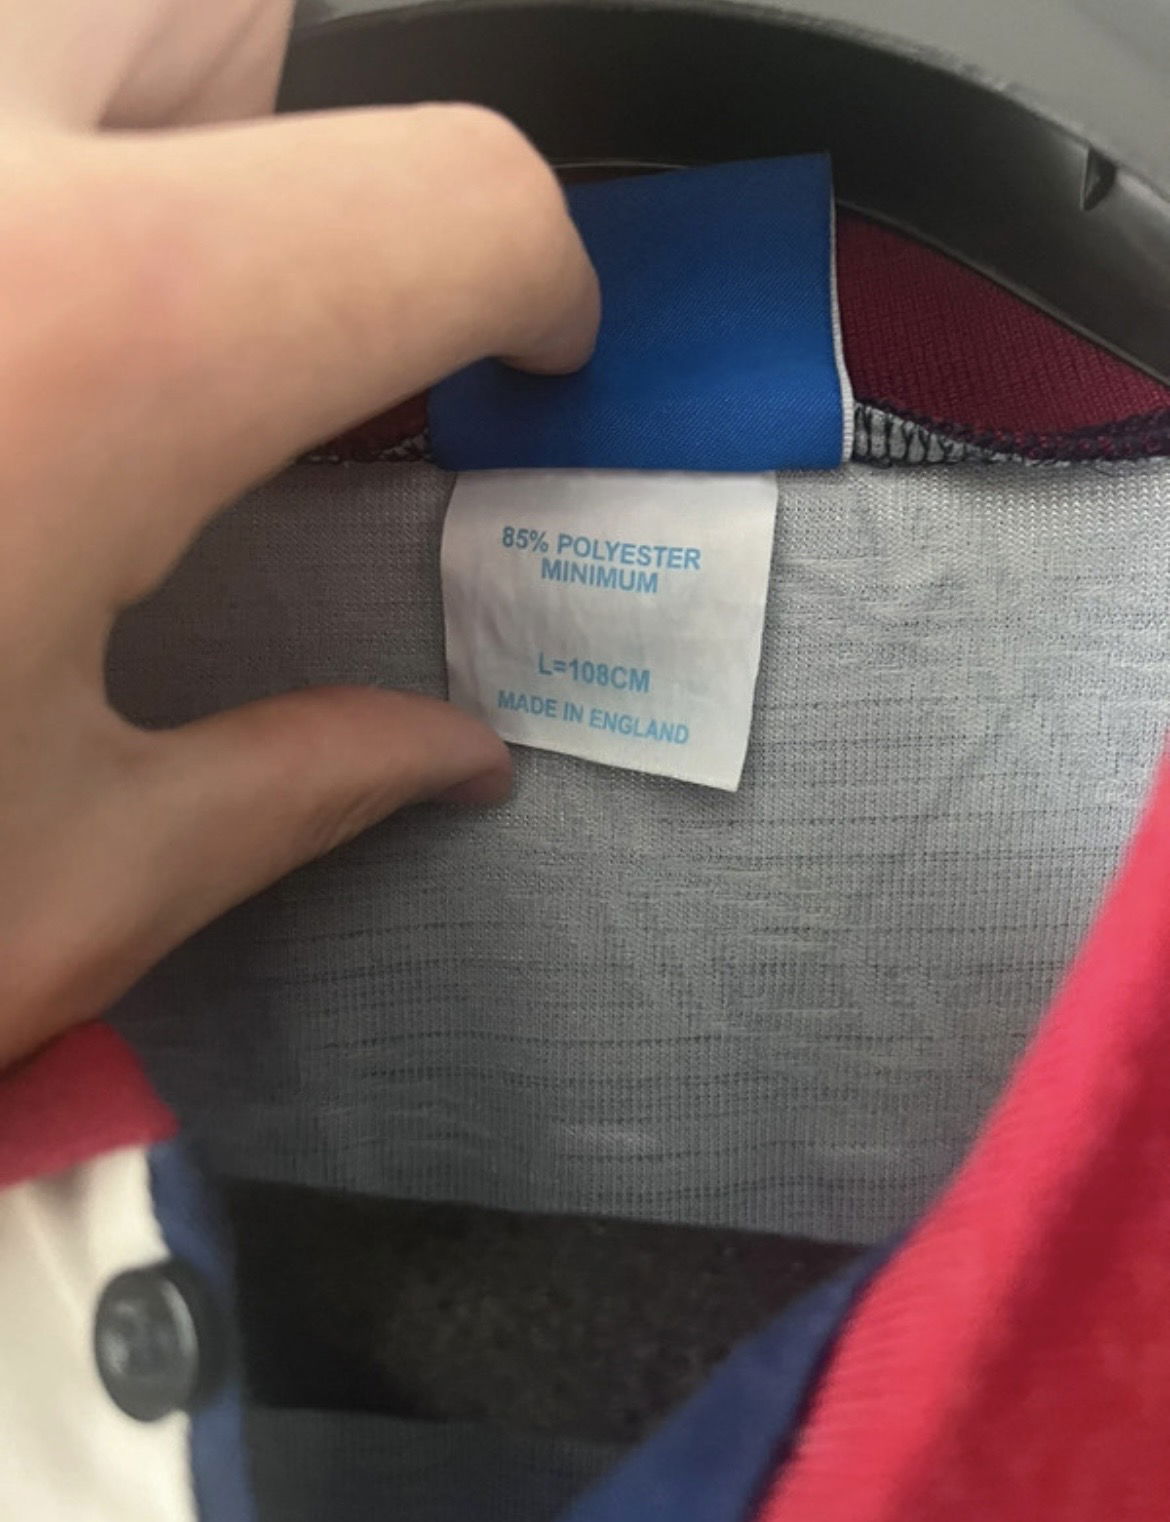 85% POLYESTER
MINIMUM
L=108CM
MADE IN ENGLAND